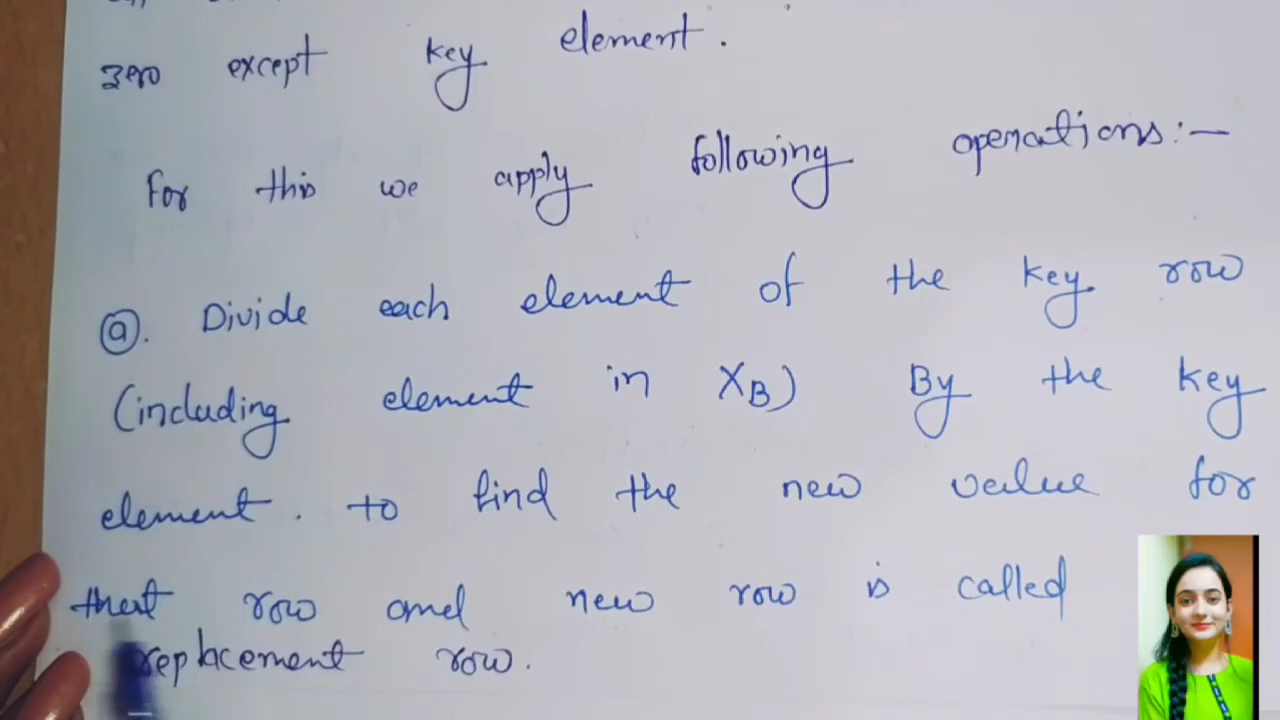 zero except key element.
For this we apply following operations:-
(a). Divide each element of the key row
(including element in XB) By the key
element. to find the new value for
that row and new row is called
replacement row.